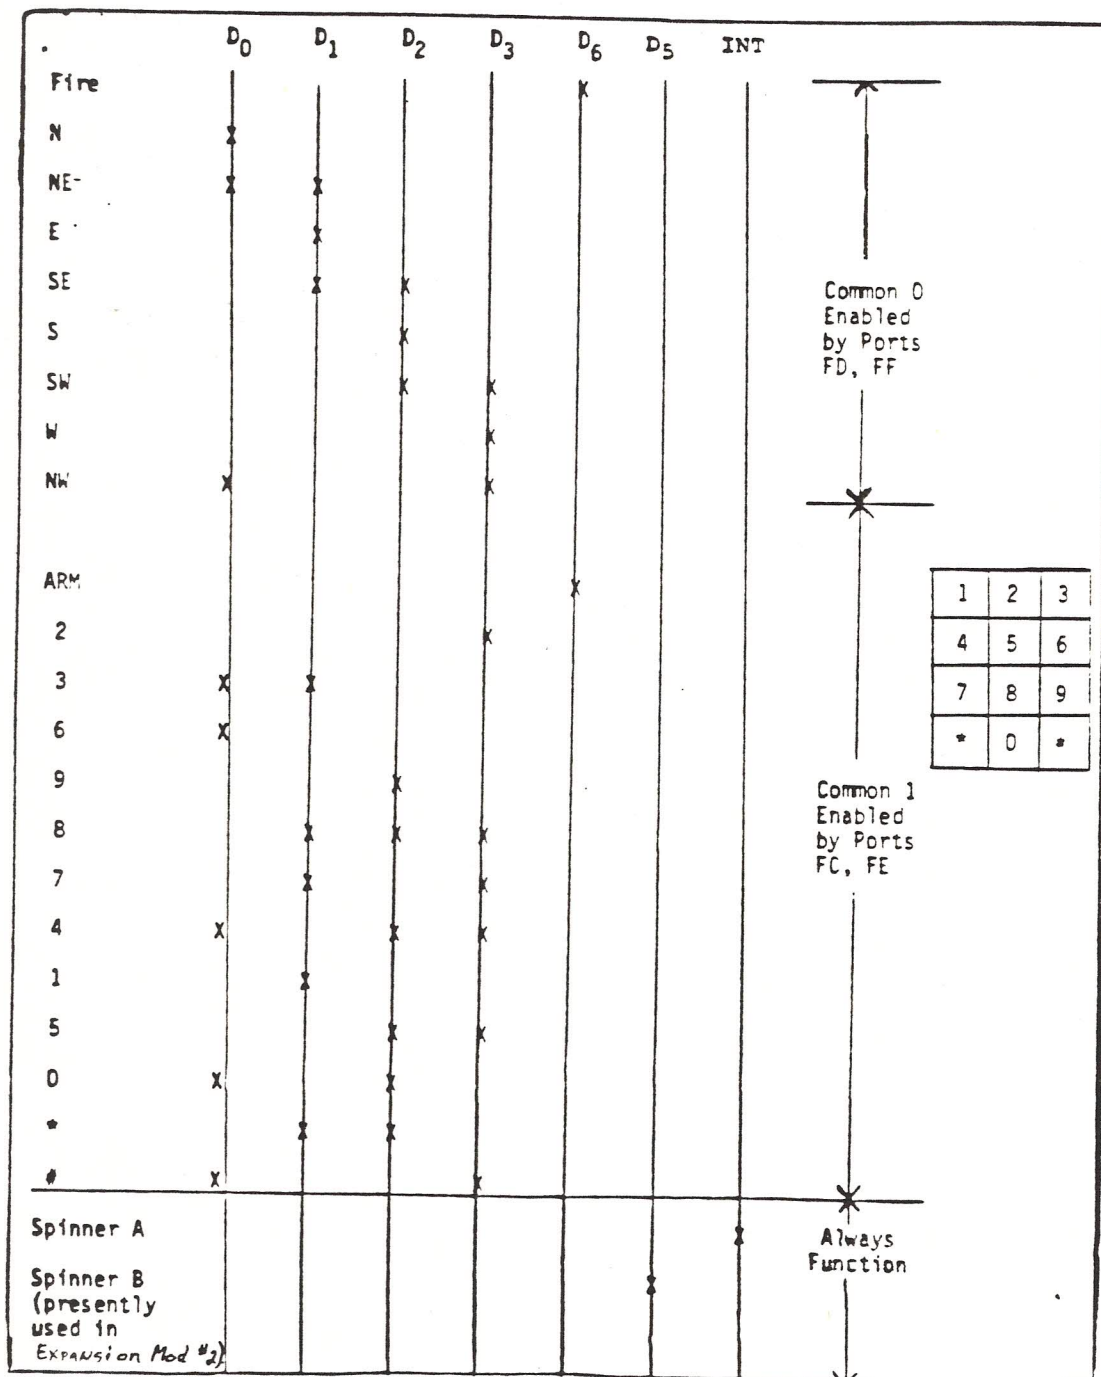 D0 D1 D2 D3 D6 D5 INT
Fire X
N X
NE- X X
E X
SE X X
S X
SW X X
W X
NW X X
Common 0
Enabled
by Ports
FD, FF
ARM X
2 X
3 X X
6 X
9 X
8 X X X
7 X X
4 X X X
1 X
5 X X
0 X X
* X X
# X X
1 2 3
4 5 6
7 8 9
* 0 #
Common 1
Enabled
by Ports
FC, FE
Spinner A X
Always
Function
Spinner B X
(presently
used in
Expansion Mod #2)